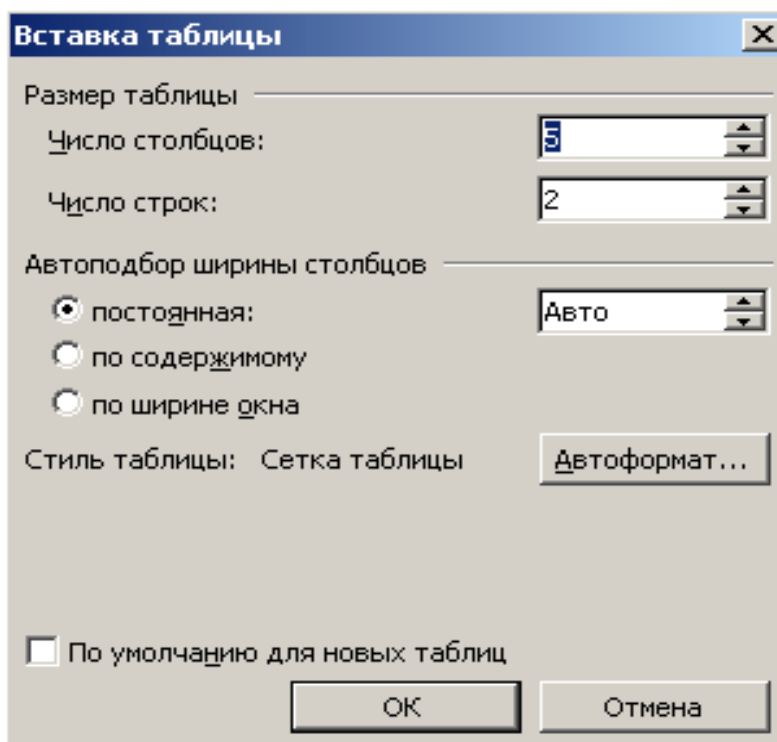 Вставка таблицы
Размер таблицы
Число столбцов: 5
Число строк: 2
Автоподбор ширины столбцов
постоянная: Авто
по содержимому
по ширине окна
Стиль таблицы: Сетка таблицы Автоформат...
По умолчанию для новых таблиц
ОК Отмена